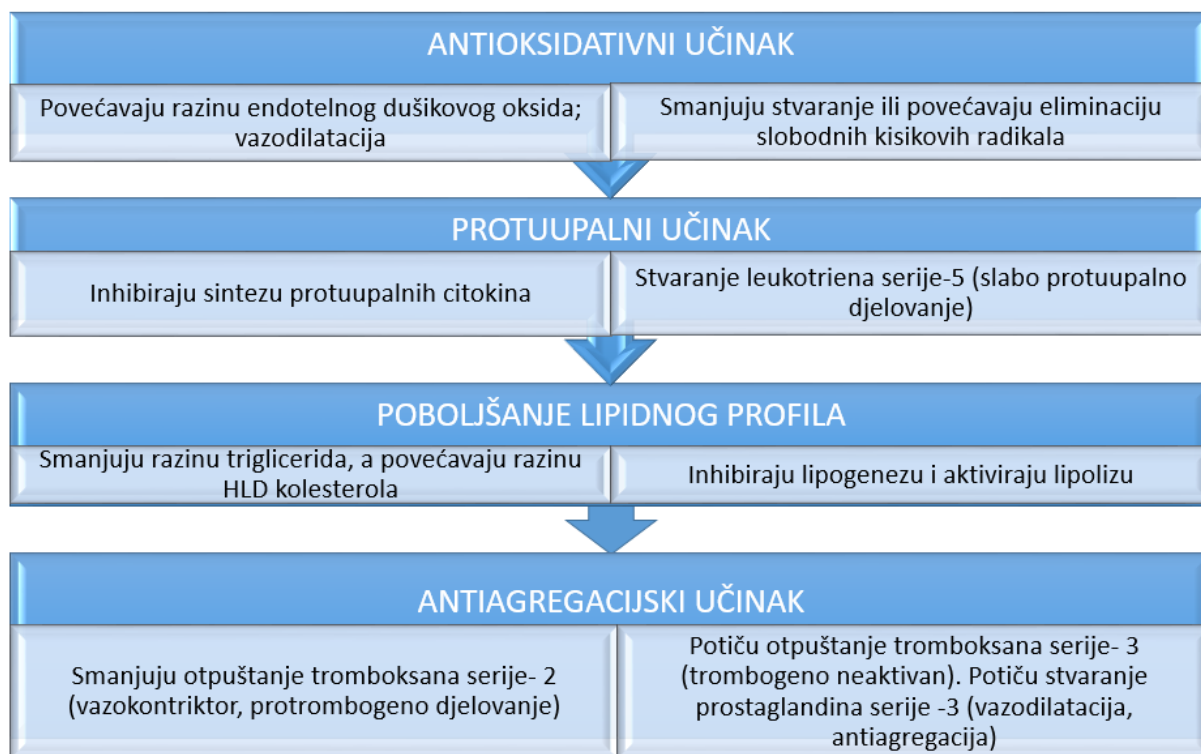 ANTIOKSIDATIVNI UČINAK
Povećavaju razinu endotelnog dušikovog oksida;
vazodilatacija
Smanjuju stvaranje ili povećavaju eliminaciju
slobodnih kisikovih radikala
PROTUUPALNI UČINAK
Inhibiraju sintezu protuupalnih citokina
Stvaranje leukotriena serije-5 (slabo protuupalno
djelovanje)
POBOLJŠANJE LIPIDNOG PROFILA
Smanjuju razinu triglicerida, a povećavaju razinu
HLD kolesterola
Inhibiraju lipogenezu i aktiviraju lipolizu
ANTIAGREGACIJSKI UČINAK
Smanjuju otpuštanje tromboksana serije- 2
(vazokontriktor, protrombogeno djelovanje)
Potiču otpuštanje tromboksana serije- 3
(trombogeno neaktivan). Potiču stvaranje
prostaglandina serije -3 (vazodilatacija,
antiagregacija)